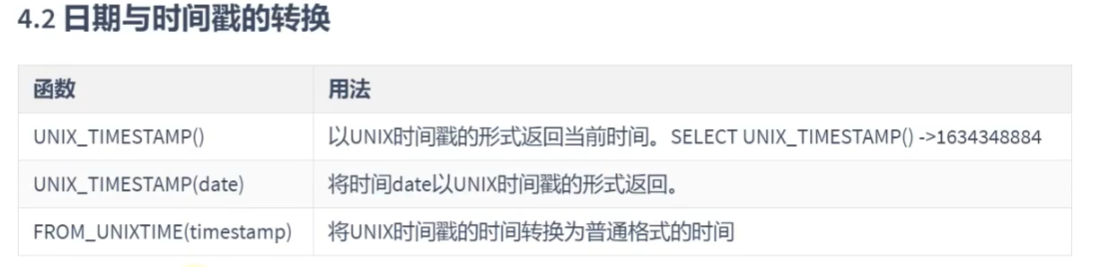 4.2 日期与时间戳的转换
函数 用法
UNIX_TIMESTAMP() 以UNIX时间戳的形式返回当前时间。SELECT UNIX_TIMESTAMP() ->1634348884
UNIX_TIMESTAMP(date) 将时间date以UNIX时间戳的形式返回。
FROM_UNIXTIME(timestamp) 将UNIX时间戳的时间转换为普通格式的时间